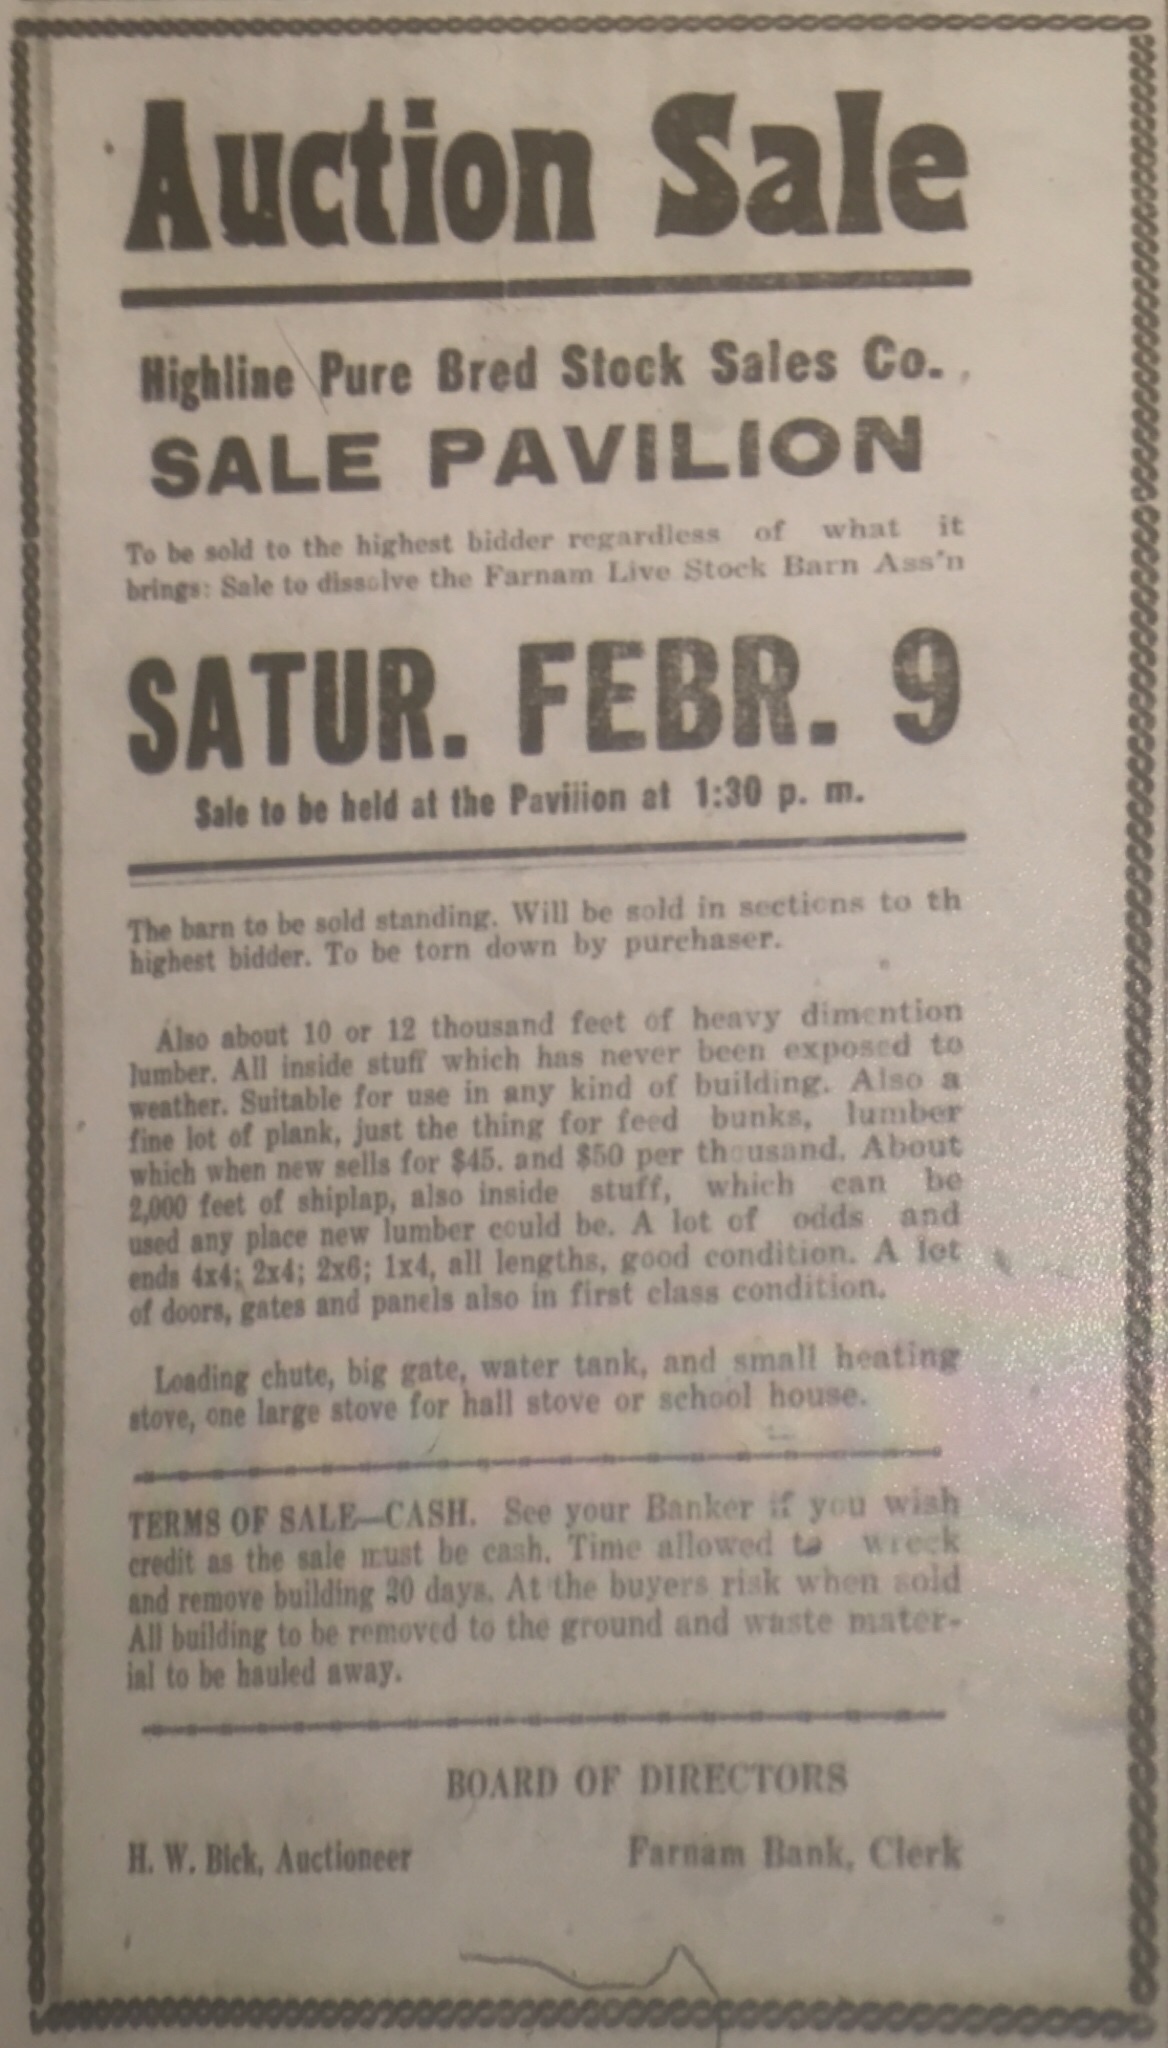 Auction Sale
Highline Pure Bred Stock Sales Co.
SALE PAVILION
To be sold to the highest bidder regardless of what it
brings: Sale to dissolve the Farnam Live Stock Barn Ass'n
SATUR. FEBR. 9
Sale to be held at the Pavilion at 1:30 p. m.
The barn to be sold standing. Will be sold in sections to th
highest bidder. To be torn down by purchaser.
Also about 10 or 12 thousand feet of heavy dimention
lumber. All inside stuff which has never been exposed to
weather. Suitable for use in any kind of building. Also a
fine lot of plank, just the thing for feed bunks, lumber
which when new sells for $45. and $50 per thousand. About
2,000 feet of shiplap, also inside stuff, which can be
used any place new lumber could be. A lot of odds and
ends 4x4; 2x4; 2x6; 1x4, all lengths, good condition. A lot
of doors, gates and panels also in first class condition.
Loading chute, big gate, water tank, and small heating
stove, one large stove for hall stove or school house.
TERMS OF SALE—CASH. See your Banker if you wish
credit as the sale must be cash. Time allowed to wreck
and remove building 30 days. At the buyers risk when sold
All building to be removed to the ground and waste mater-
ial to be hauled away.
BOARD OF DIRECTORS
H. W. Bick, Auctioneer Farnam Bank, Clerk